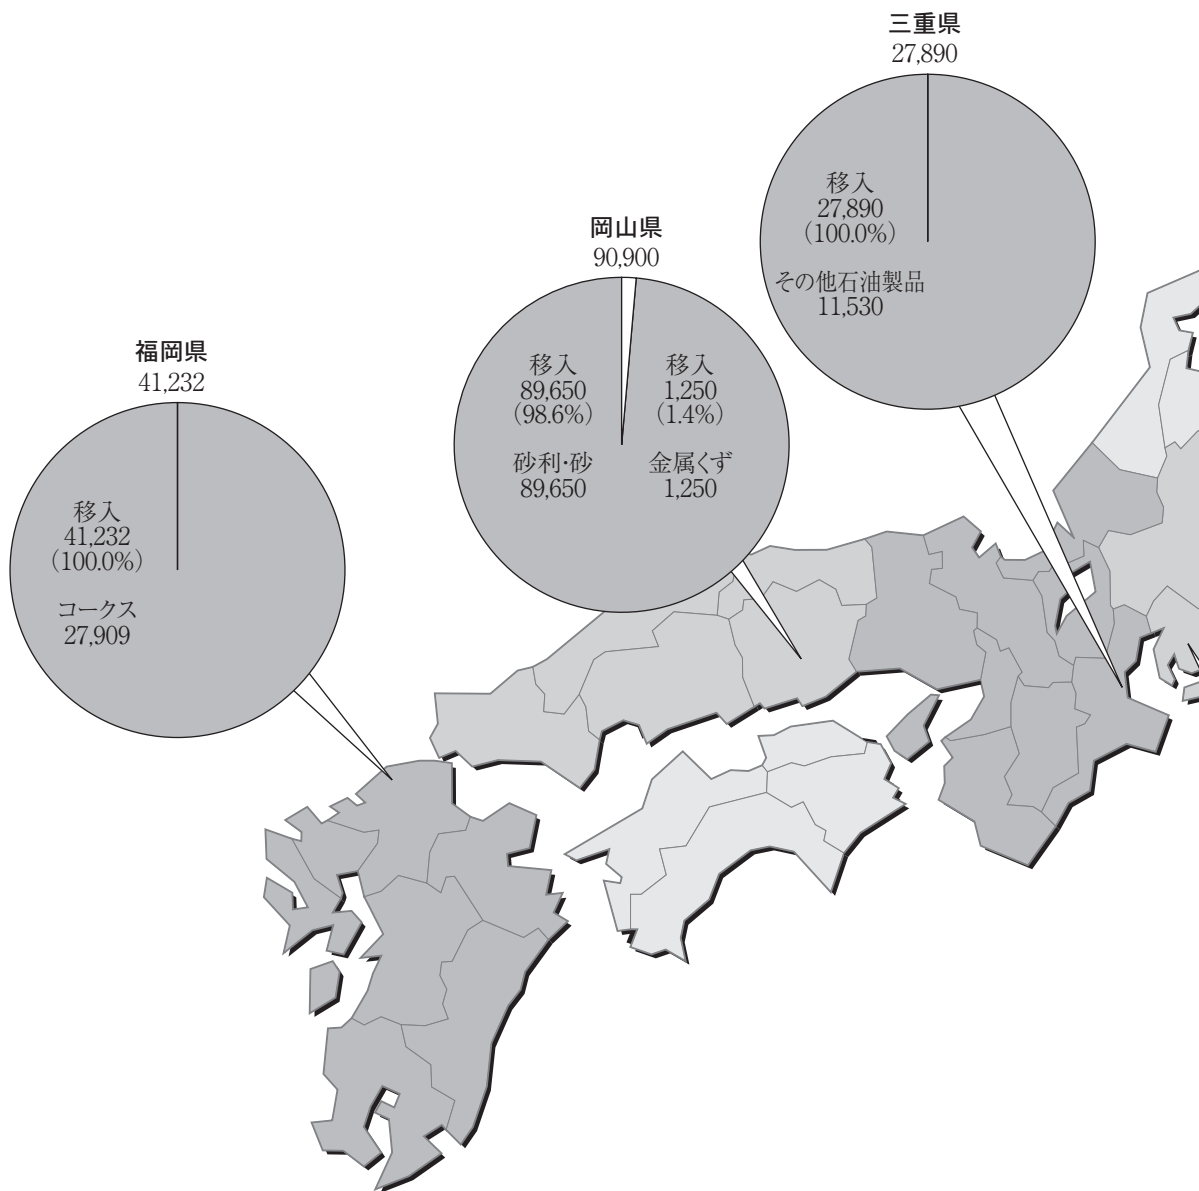 三重県
27,890
移入
27,890
(100.0%)
その他石油製品
11,530
岡山県
90,900
移入
89,650
(98.6%)
砂利・砂
89,650
移入
1,250
(1.4%)
金属くず
1,250
福岡県
41,232
移入
41,232
(100.0%)
コークス
27,909